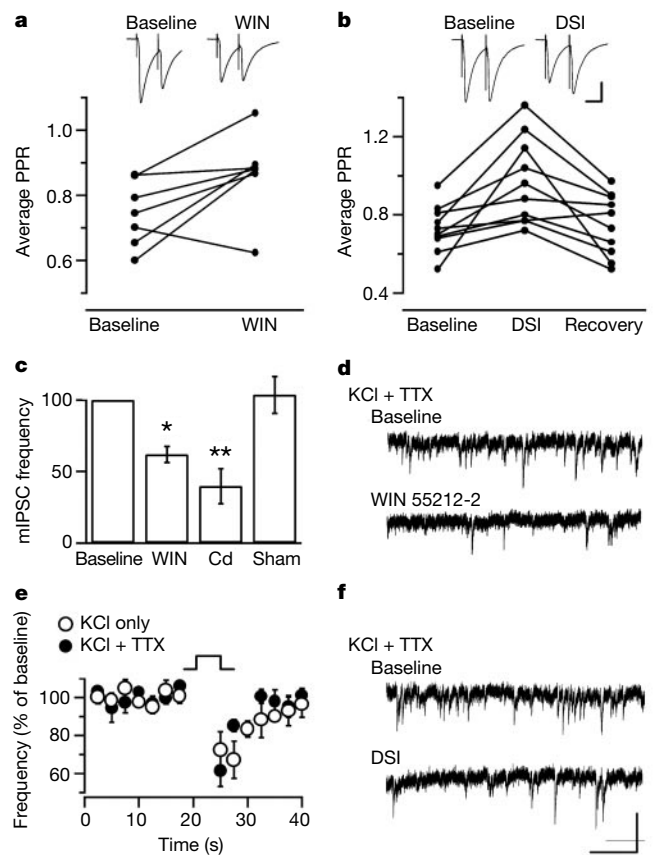 a
Baseline WIN
Average PPR
1.0
0.8
0.6
Baseline WIN
b
Baseline DSI
Average PPR
1.2
0.8
0.4
Baseline DSI Recovery
c
mIPSC frequency
100
50
0
*
**
Baseline WIN Cd Sham
d
KCl + TTX
Baseline
WIN 55212-2
e
KCl only
KCl + TTX
Frequency (% of baseline)
100
80
60
0 10 20 30 40
Time (s)
f
KCl + TTX
Baseline
DSI